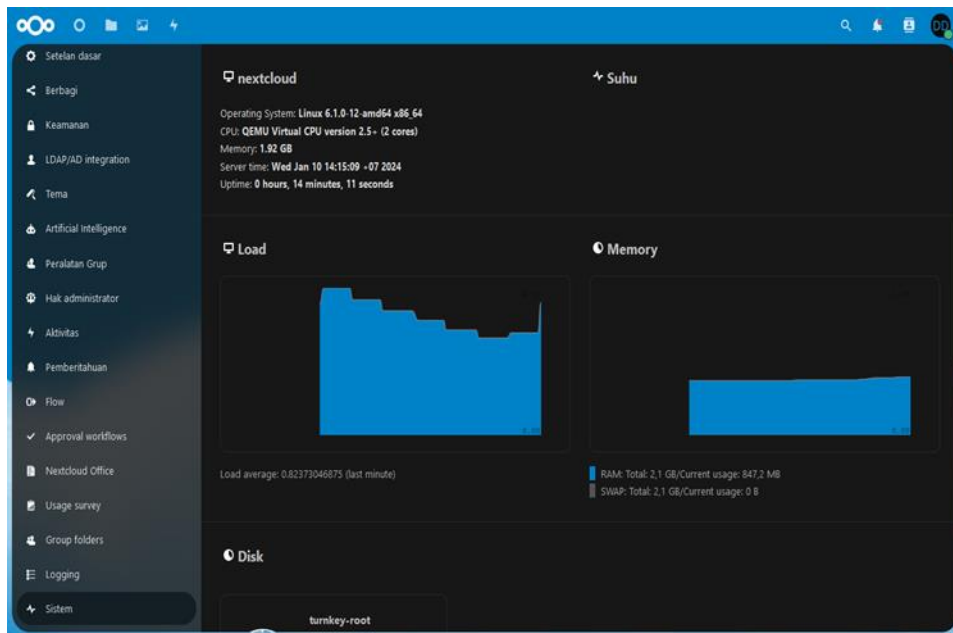 DD
Setelan dasar
Berbagi
Keamanan
LDAP/AD integration
Tema
Artificial Intelligence
Peralatan Grup
Hak administrator
Aktivitas
Pemberitahuan
Flow
Approval workflows
Nextcloud Office
Usage survey
Group folders
Logging
Sistem
nextcloud
Operating System: Linux 6.1.0-12-amd64 x86_64
CPU: QEMU Virtual CPU version 2.5+ (2 cores)
Memory: 1.92 GB
Server time: Wed Jan 10 14:15:09 +07 2024
Uptime: 0 hours, 14 minutes, 11 seconds
Suhu
Load
0.00
Load average: 0.82373046875 (last minute)
Memory
0.00
RAM: Total: 2,1 GB/Current usage: 847,2 MB
SWAP: Total: 2,1 GB/Current usage: 0 B
Disk
turnkey-root